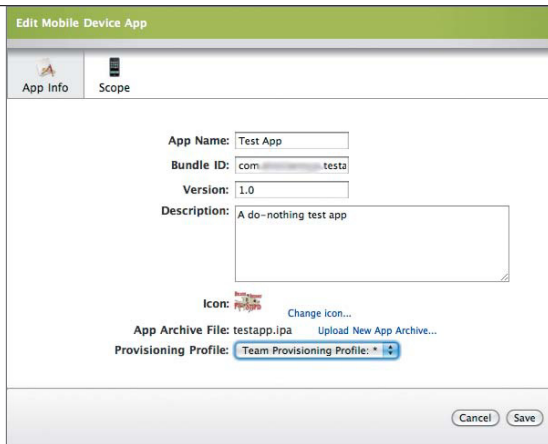 Edit Mobile Device App
App Info
Scope
App Name: Test App
Bundle ID: com. .testa
Version: 1.0
Description: A do-nothing test app
Icon:
Change icon...
App Archive File: testapp.ipa Upload New App Archive...
Provisioning Profile: Team Provisioning Profile: *
Cancel Save